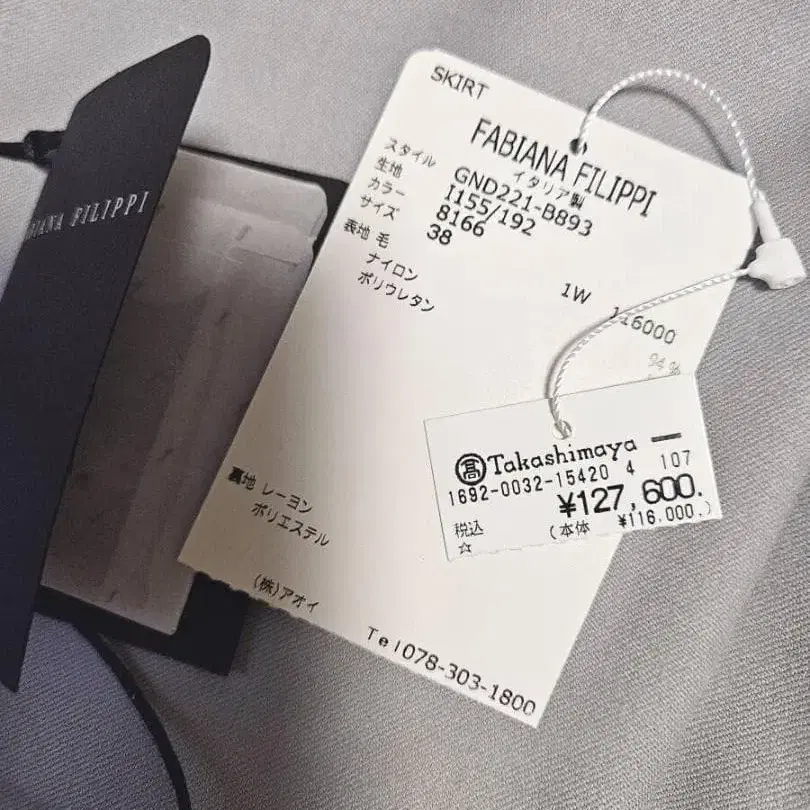 FILIPPI
SKIRT
FABIANA FILIPPI
イタリア製
スタイル GND221-B893
生地 I155/192
カラー 8166
サイズ 38
表地 毛
ナイロン
ポリウレタン
1W 116000
94 %
Takashimaya
1692-0032-15420 4 107
¥127,600.
税込 (本体 ¥116,000.)
☆
裏地 レーヨン
ポリエステル
(株)アオイ
Tel078-303-1800